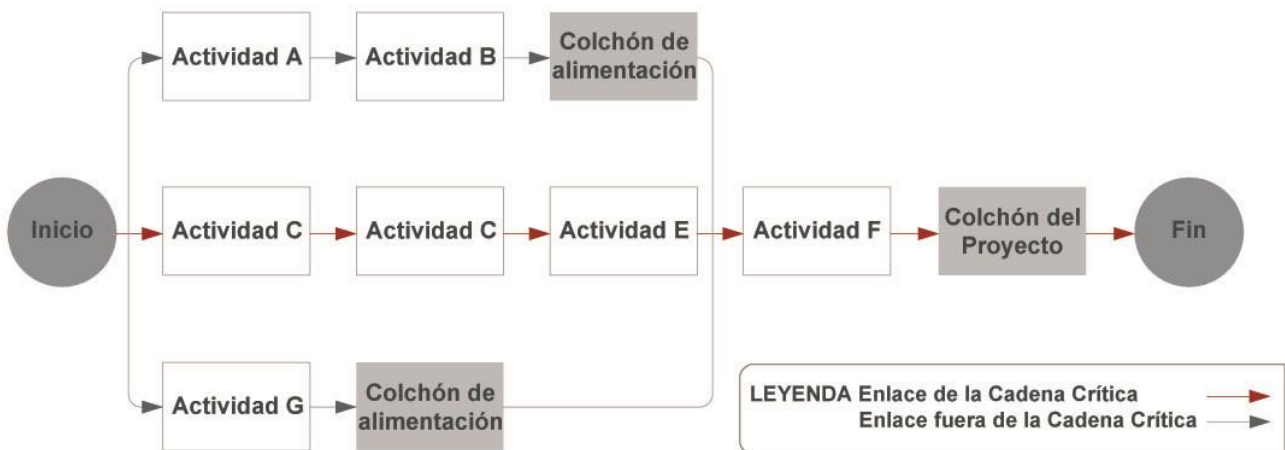 Actividad A
Actividad B
Colchón de
alimentación
Inicio
Actividad C
Actividad C
Actividad E
Actividad F
Colchón del
Proyecto
Fin
Actividad G
Colchón de
alimentación
LEYENDA Enlace de la Cadena Crítica
Enlace fuera de la Cadena Crítica